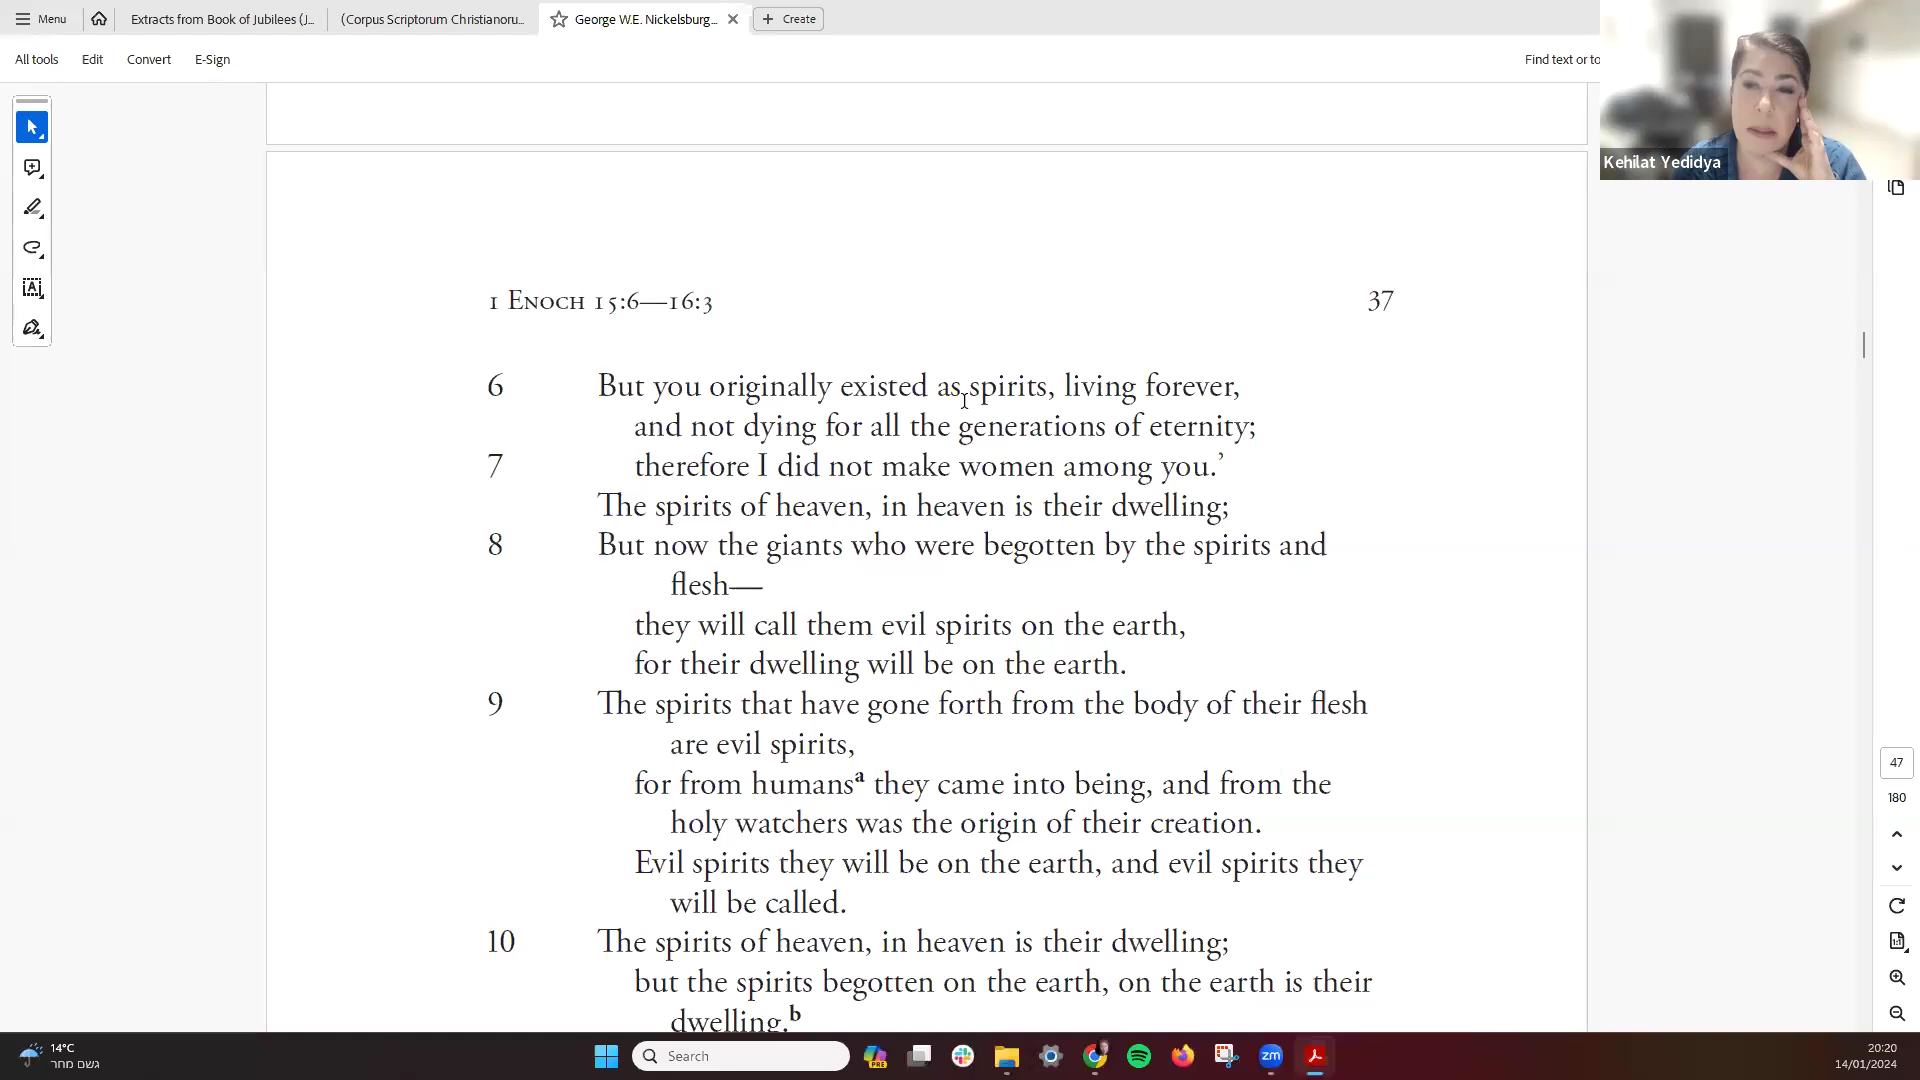 Menu
Extracts from Book of Jubilees (J...
(Corpus Scriptorum Christianoru...
George W.E. Nickelsburg,...
Create
All tools
Edit
Convert
E-Sign
Find text or to
Kehilat Yedidya
1 Enoch 15:6—16:3 37
6 But you originally existed as spirits, living forever,
and not dying for all the generations of eternity;
7 therefore I did not make women among you.’
The spirits of heaven, in heaven is their dwelling;
8 But now the giants who were begotten by the spirits and
flesh—
they will call them evil spirits on the earth,
for their dwelling will be on the earth.
9 The spirits that have gone forth from the body of their flesh
are evil spirits,
for from humansa they came into being, and from the
holy watchers was the origin of their creation.
Evil spirits they will be on the earth, and evil spirits they
will be called.
10 The spirits of heaven, in heaven is their dwelling;
but the spirits begotten on the earth, on the earth is their
dwelling.b
47
180
14°C
גשם מחר
Search
PRE
zm
20:20
14/01/2024